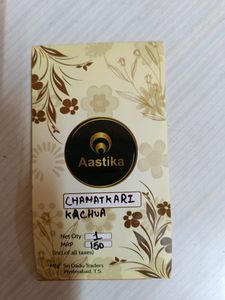 Aastika
CHAMATKARI
KACHUA
Net Qty 1
MRP 150
(incl.of all taxes)
Mfg Sri Dadu Traders
Hyderabad, T.S.